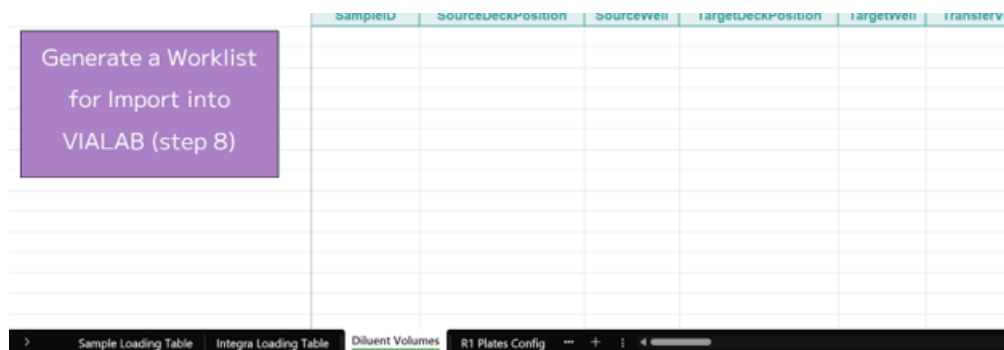 SampleID SourceDeckPosition SourceWell TargetDeckPosition TargetWell
Generate a Worklist
for Import into
VIALAB (step 8)
Sample Loading Table Integra Loading Table Diluent Volumes R1 Plates Config